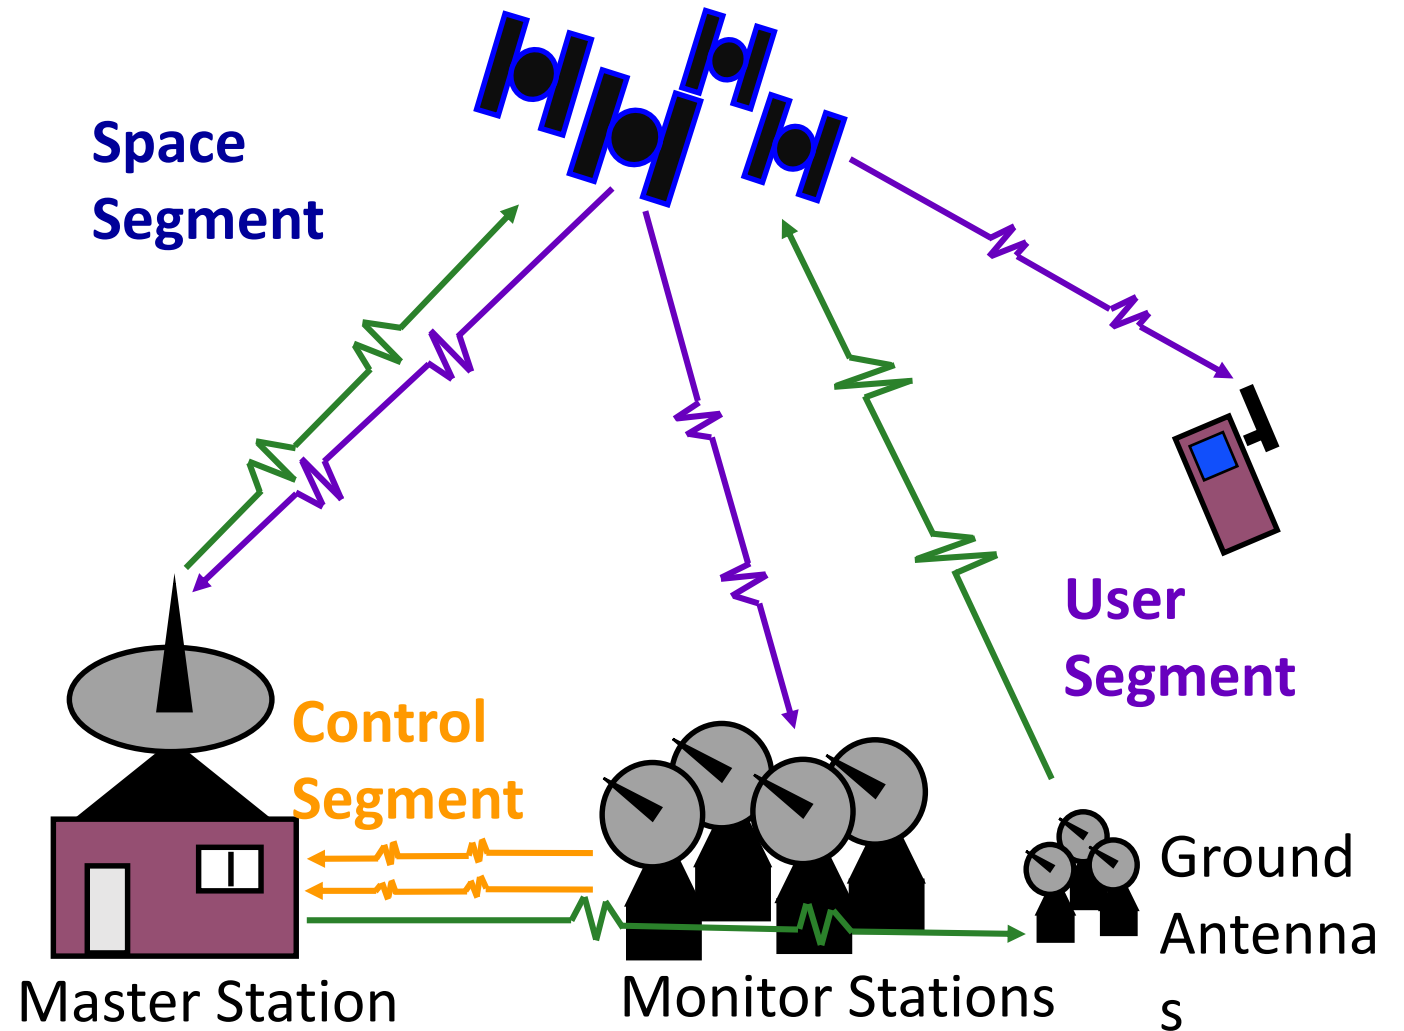 Space
Segment
User
Segment
Control
Segment
Ground
Antenna
s
Master Station
Monitor Stations